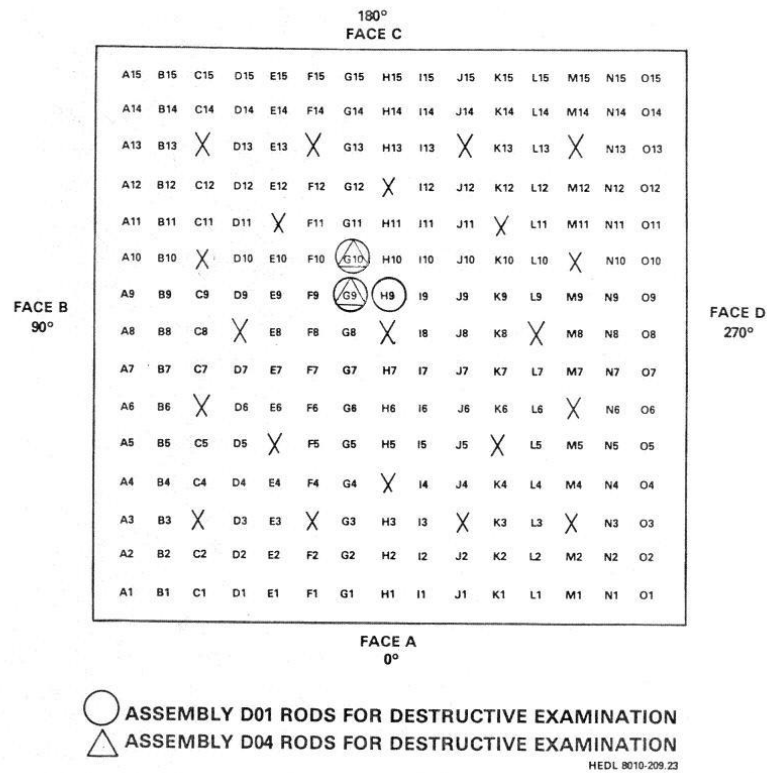 180°
FACE C
A15 B15 C15 D15 E15 F15 G15 H15 I15 J15 K15 L15 M15 N15 O15
A14 B14 C14 D14 E14 F14 G14 H14 I14 J14 K14 L14 M14 N14 O14
A13 B13 X D13 E13 X G13 H13 I13 X K13 L13 X N13 O13
A12 B12 C12 D12 E12 F12 G12 X I12 J12 K12 L12 M12 N12 O12
A11 B11 C11 D11 X F11 G11 H11 I11 J11 X L11 M11 N11 O11
A10 B10 X D10 E10 F10 G10 H10 I10 J10 K10 L10 X N10 O10
A9 B9 C9 D9 E9 F9 G9 H9 I9 J9 K9 L9 M9 N9 O9
FACE B
90°
FACE D
270°
A8 B8 C8 X E8 F8 G8 X I8 J8 K8 X M8 N8 O8
A7 B7 C7 D7 E7 F7 G7 H7 I7 J7 K7 L7 M7 N7 O7
A6 B6 X D6 E6 F6 G6 H6 I6 J6 K6 L6 X N6 O6
A5 B5 C5 D5 X F5 G5 H5 I5 J5 X L5 M5 N5 O5
A4 B4 C4 D4 E4 F4 G4 X I4 J4 K4 L4 M4 N4 O4
A3 B3 X D3 E3 X G3 H3 I3 X K3 L3 X N3 O3
A2 B2 C2 D2 E2 F2 G2 H2 I2 J2 K2 L2 M2 N2 O2
A1 B1 C1 D1 E1 F1 G1 H1 I1 J1 K1 L1 M1 N1 O1
FACE A
0°
ASSEMBLY D01 RODS FOR DESTRUCTIVE EXAMINATION
ASSEMBLY D04 RODS FOR DESTRUCTIVE EXAMINATION
HEDL 8010-209.23